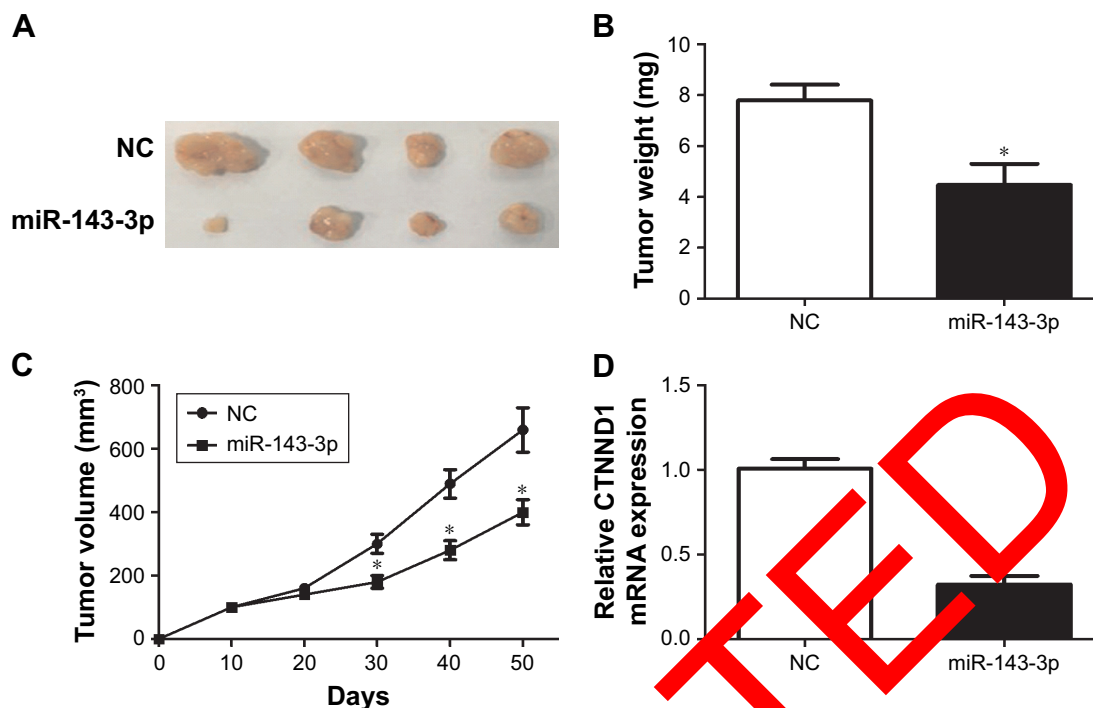 A
NC
miR-143-3p
B
Tumor weight (mg)
10
8
6
4
2
0
NC
miR-143-3p
*
C
Tumor volume (mm³)
800
600
400
200
0
NC
miR-143-3p
*
*
*
0 10 20 30 40 50
Days
D
Relative CTNND1
mRNA expression
1.5
1.0
0.5
0.0
NC
miR-143-3p
TED